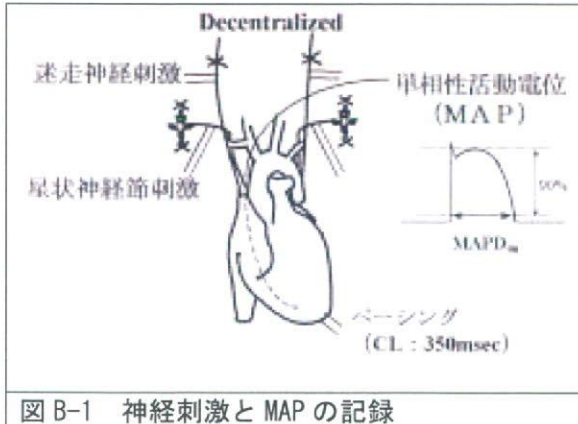 Decentralized
迷走神経刺激
単相性活動電位
(MAP)
星状神経節刺激
90%
MAPD₉₀
ペーシング
(CL : 350msec)
図 B-1 神経刺激と MAP の記録